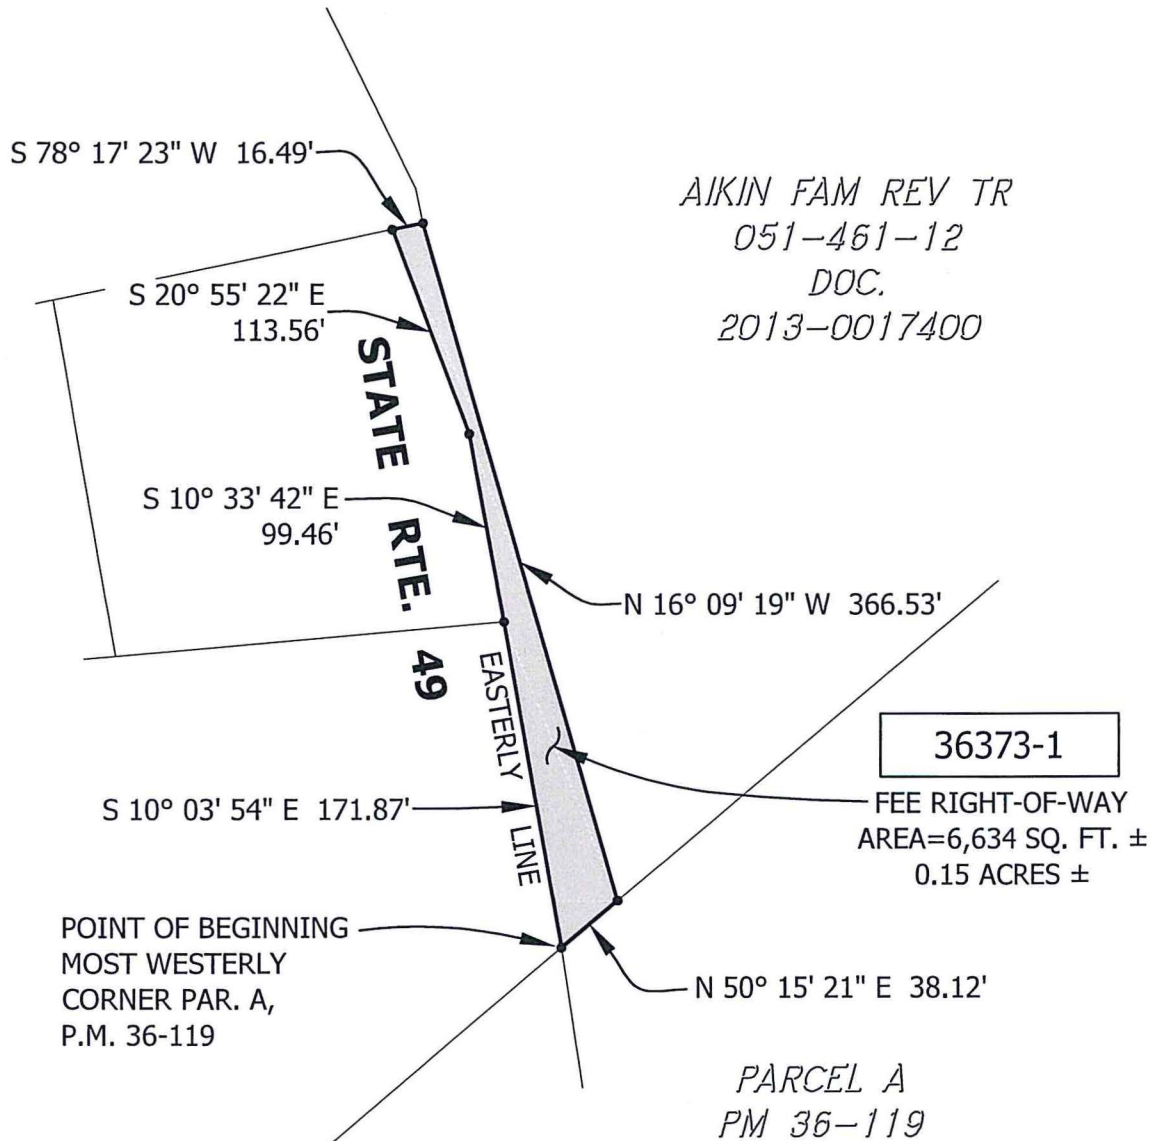 S 78° 17' 23" W 16.49'
AIKIN FAM REV TR
051-461-12
DOC.
2013-0017400
S 20° 55' 22" E
113.56'
STATE RTE. 49
S 10° 33' 42" E
99.46'
N 16° 09' 19" W 366.53'
EASTERLY LINE
36373-1
FEE RIGHT-OF-WAY
AREA=6,634 SQ. FT. ±
0.15 ACRES ±
S 10° 03' 54" E 171.87'
POINT OF BEGINNING
MOST WESTERLY
CORNER PAR. A,
P.M. 36-119
N 50° 15' 21" E 38.12'
PARCEL A
PM 36-119